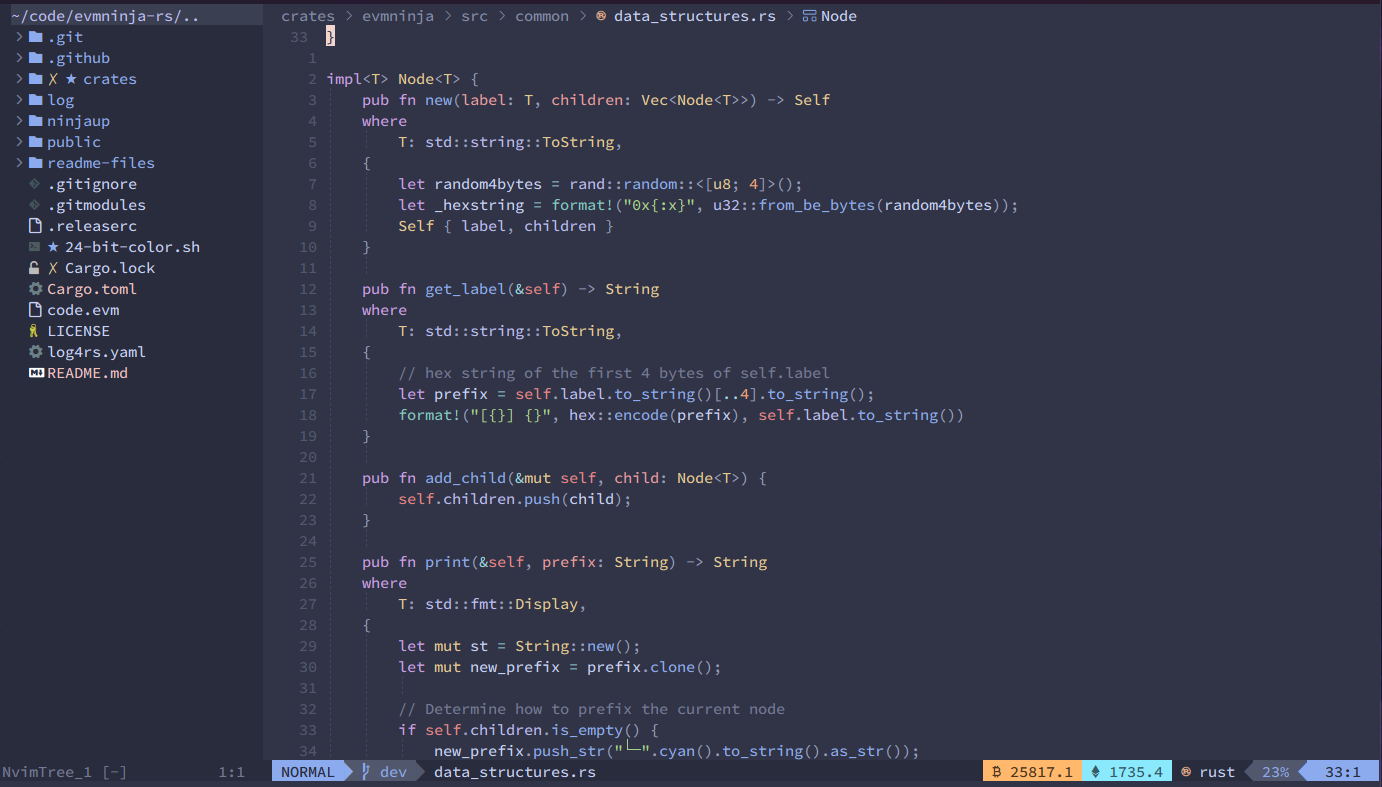 ~/code/evmninja-rs/..
.git
.github
X ★ crates
log
ninjaup
public
readme-files
.gitignore
.gitmodules
.releaserc
★ 24-bit-color.sh
X Cargo.lock
Cargo.toml
code.evm
LICENSE
log4rs.yaml
README.md
NvimTree_1 [-] 1:1
crates > evmninja > src > common > data_structures.rs > Node
33 }
1
2 impl<T> Node<T> {
3     pub fn new(label: T, children: Vec<Node<T>>) -> Self
4     where
5         T: std::string::ToString,
6     {
7         let random4bytes = rand::random::<[u8; 4]>();
8         let _hexstring = format!("0x{:x}", u32::from_be_bytes(random4bytes));
9         Self { label, children }
10     }
11
12     pub fn get_label(&self) -> String
13     where
14         T: std::string::ToString,
15     {
16         // hex string of the first 4 bytes of self.label
17         let prefix = self.label.to_string()[..4].to_string();
18         format!("[{}] {}", hex::encode(prefix), self.label.to_string())
19     }
20
21     pub fn add_child(&mut self, child: Node<T>) {
22         self.children.push(child);
23     }
24
25     pub fn print(&self, prefix: String) -> String
26     where
27         T: std::fmt::Display,
28     {
29         let mut st = String::new();
30         let mut new_prefix = prefix.clone();
31
32         // Determine how to prefix the current node
33         if self.children.is_empty() {
34             new_prefix.push_str("└─".cyan().to_string().as_str());
NORMAL dev data_structures.rs 25817.1 1735.4 rust 23% 33:1